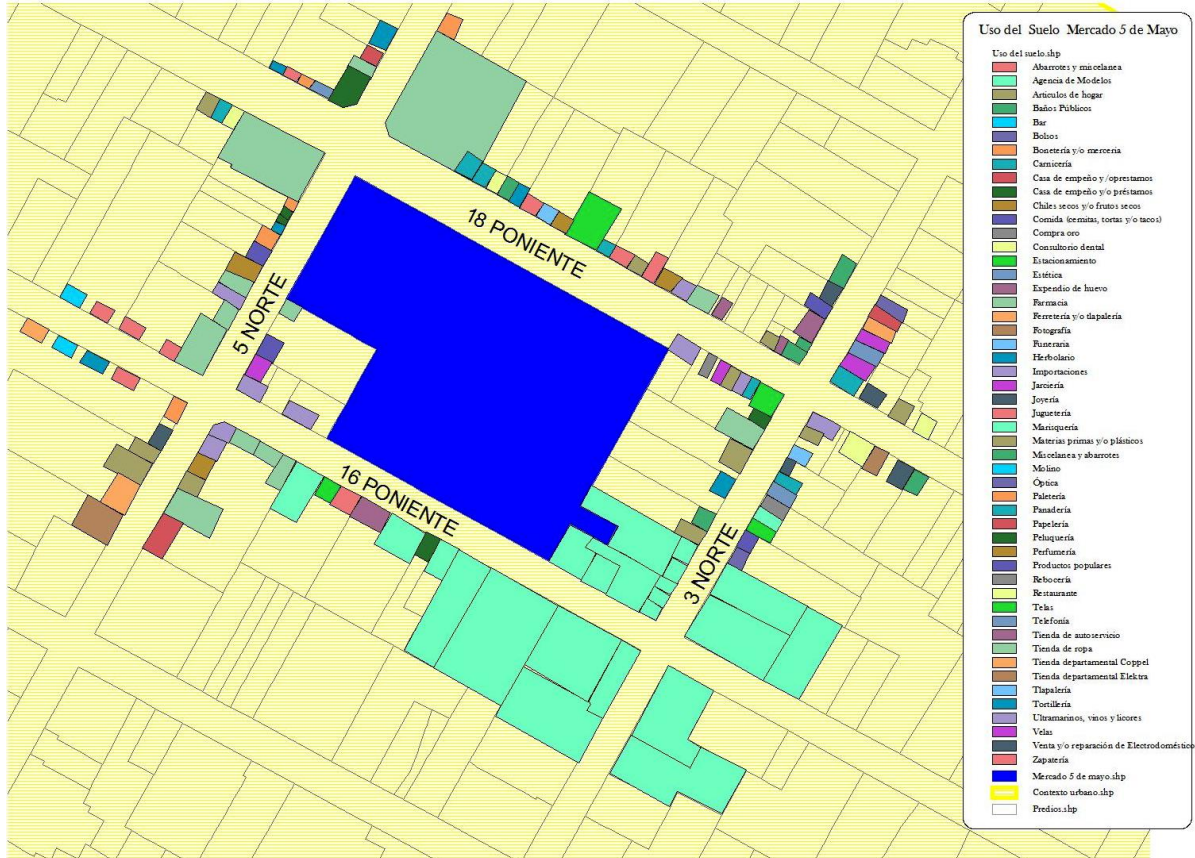 18 PONIENTE
5 NORTE
16 PONIENTE
3 NORTE
Uso del Suelo Mercado 5 de Mayo
Uso del suelo.shp
Abarrotes y miscelanea
Agencia de Modelos
Articulos de hogar
Baños Públicos
Bar
Bolsos
Bonetería y/o merceria
Carnicería
Casa de empeño y /oprestamos
Casa de empeño y/o préstamos
Chiles secos y/o frutos secos
Comida (cemitas, tortas y/o tacos)
Compra oro
Consultorio dental
Estacionamiento
Estética
Expendio de huevo
Farmacia
Ferretería y/o tlapalería
Fotografía
Funeraria
Herbolario
Importaciones
Jarciería
Joyería
Juguetería
Marisquería
Materias primas y/o plásticos
Miscelanea y abarrotes
Molino
Óptica
Paletería
Panadería
Papelería
Peluquería
Perfumería
Productos populares
Rebocería
Restaurante
Telas
Telefonía
Tienda de autoservicio
Tienda de ropa
Tienda departamental Coppel
Tienda departamental Elektra
Tlapalería
Tortillería
Ultramarinos, vinos y licores
Velas
Venta y/o reparación de Electrodoméstico
Zapatería
Mercado 5 de mayo.shp
Contexto urbano.shp
Predios.shp